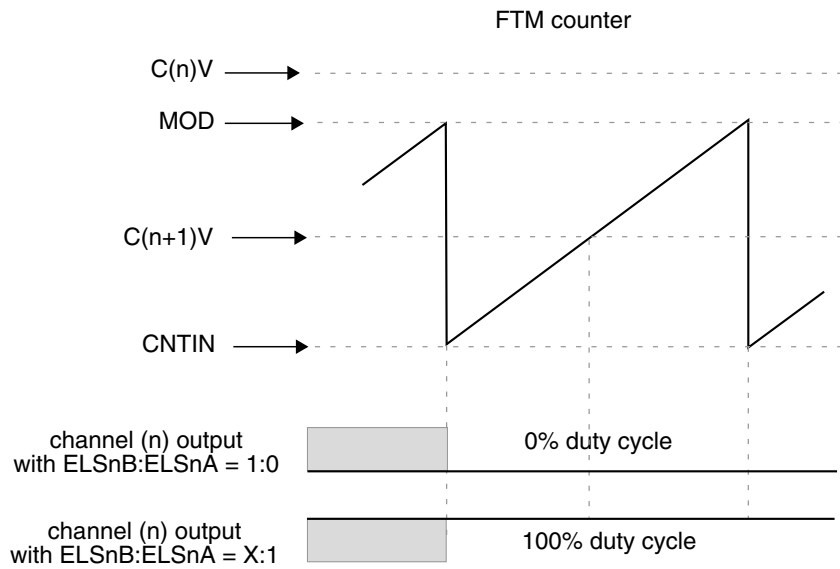 FTM counter
C(n)V
MOD
C(n+1)V
CNTIN
channel (n) output
with ELSnB:ELSnA = 1:0
0% duty cycle
channel (n) output
with ELSnB:ELSnA = X:1
100% duty cycle